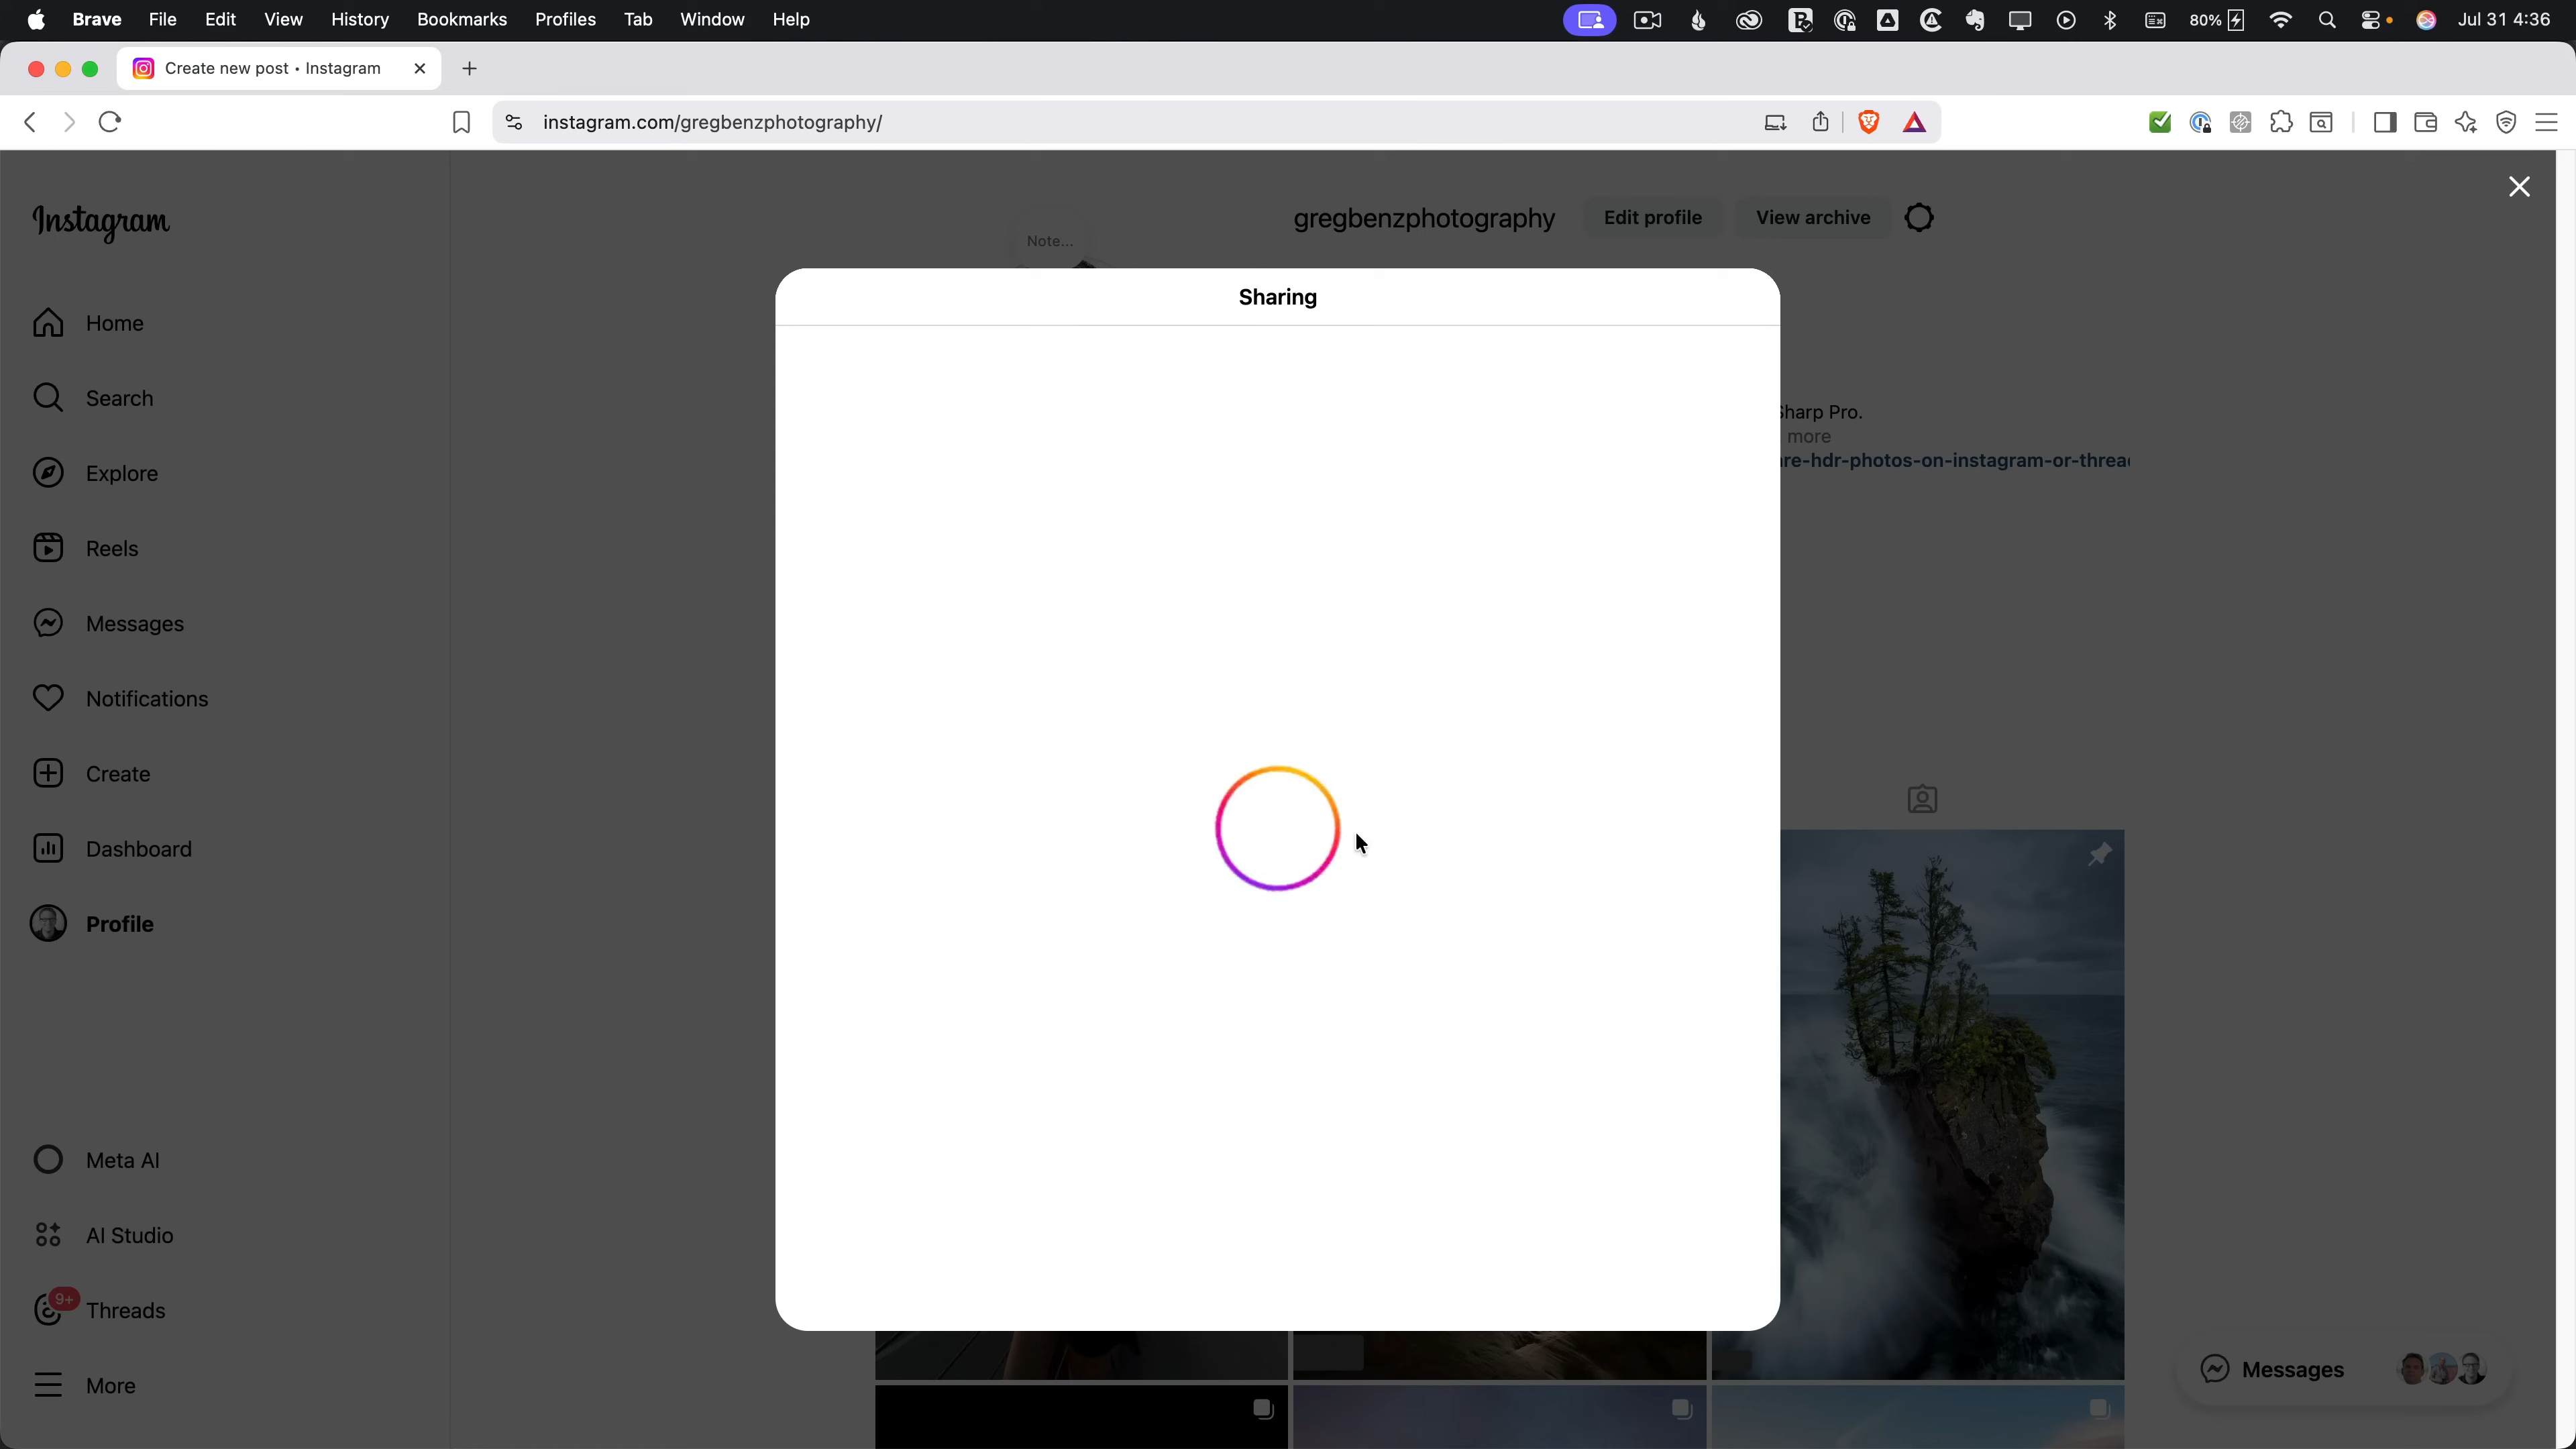 Brave File Edit View History Bookmarks Profiles Tab Window Help 80% Jul 31 4:36
Create new post • Instagram
instagram.com/gregbenzphotography/
Instagram
Home
Search
Explore
Reels
Messages
Notifications
Create
Dashboard
Profile
Meta AI
AI Studio
9+
Threads
More
Note...
gregbenzphotography Edit profile View archive
Sharing
Sharp Pro.
more
re-hdr-photos-on-instagram-or-threa
Messages